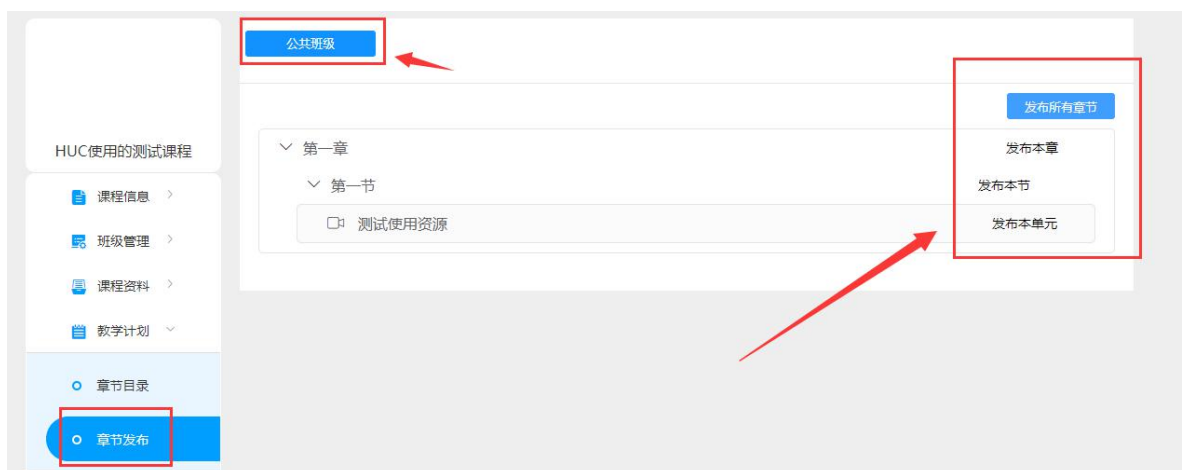 公共班级
发布所有章节
HUC使用的测试课程
第一章
发布本章
第一节
发布本节
测试使用资源
发布本单元
课程信息
班级管理
课程资料
教学计划
章节目录
章节发布